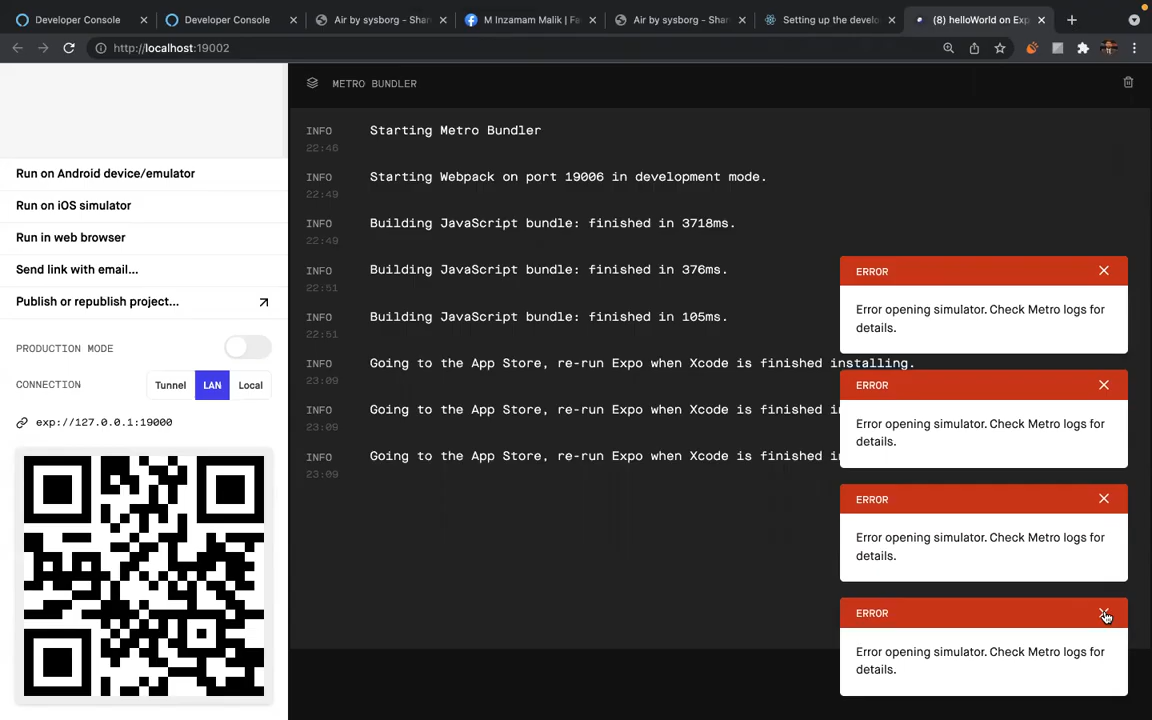 Developer Console
Developer Console
Air by sysborg - Shar
M Inzamam Malik | Fa
Air by sysborg - Shar
Setting up the develo
(8) helloWorld on Exp
http://localhost:19002
METRO BUNDLER
Run on Android device/emulator
Run on iOS simulator
Run in web browser
Send link with email...
Publish or republish project...
PRODUCTION MODE
CONNECTION
Tunnel
LAN
Local
exp://127.0.0.1:19000
INFO Starting Metro Bundler
22:46
INFO Starting Webpack on port 19006 in development mode.
22:49
INFO Building JavaScript bundle: finished in 3718ms.
22:49
INFO Building JavaScript bundle: finished in 376ms.
22:51
INFO Building JavaScript bundle: finished in 105ms.
22:51
INFO Going to the App Store, re-run Expo when Xcode is finished installing.
23:09
INFO Going to the App Store, re-run Expo when Xcode is finished
23:09
INFO Going to the App Store, re-run Expo when Xcode is finished
23:09
ERROR
Error opening simulator. Check Metro logs for
details.
ERROR
Error opening simulator. Check Metro logs for
details.
ERROR
Error opening simulator. Check Metro logs for
details.
ERROR
Error opening simulator. Check Metro logs for
details.